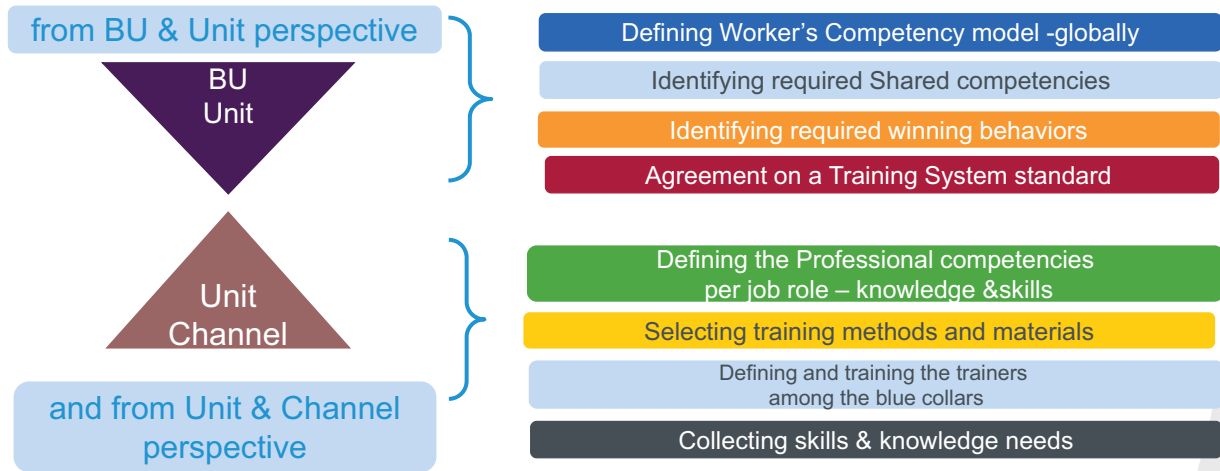 from BU & Unit perspective
BU
Unit
Defining Worker’s Competency model -globally
Identifying required Shared competencies
Identifying required winning behaviors
Agreement on a Training System standard
Unit
Channel
and from Unit & Channel
perspective
Defining the Professional competencies
per job role – knowledge &skills
Selecting training methods and materials
Defining and training the trainers
among the blue collars
Collecting skills & knowledge needs